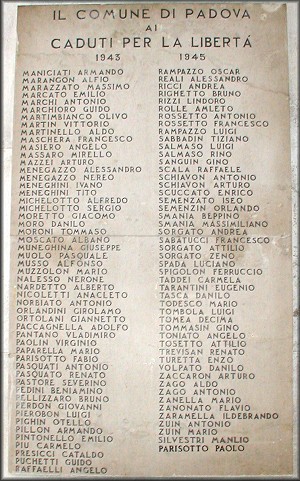 IL COMUNE DI PADOVA
AI
CADUTI PER LA LIBERTÁ
1943 1945
MANICIATI ARMANDO
MARANGON ALFIO
MARAZZATO MASSIMO
MARCATO EMILIO
MARCHI ANTONIO
MARCHIORO GUIDO
MARTIMBIANCO OLIVO
MARTIN VITTORIO
MARTINELLO ALDO
MASCHERA FRANCESCO
MASIERO ANGELO
MASSARO MIRELLO
MAZZEI ARTURO
MENEGAZZO ALESSANDRO
MENEGAZZO NEREO
MENEGHINI IVANO
MENEGHINI TITO
MICHELOTTO ALFREDO
MICHELOTTO SERGIO
MORETTO GIACOMO
MORO DANILO
MORONI TOMMASO
MOSCATO ALBANO
MUNEGHINA GIUSEPPE
MUOLO PASQUALE
MUSSO ALFONSO
MUZZOLON MARIO
NALESSO NERONE
NARDETTO ALBERTO
NICOLETTI ANACLETO
NORBIATO ANTONIO
ORLANDINI GIROLAMO
ORTOLANI GIANNETTO
PACCAGNELLA ADOLFO
PANTANO VLADIMIRO
PAOLIN VIRGINIO
PAPARELLA MARIO
PARISOTTO FABIO
PASQUATI ANTONIO
PASQUATO RENATO
PASTORE SEVERINO
PEDINI BENIAMINO
PELLIZZARO BRUNO
PERDON GIOVANNI
PIEROBON LUIGI
PIGHIN OTELLO
PILLON ARMANDO
PINTONELLO EMILIO
PIU CARMELO
PRESICCI CATALDO
PUCHETTI GUIDO
RAFFAELLI ANGELO
RAMPAZZO OSCAR
REALI ALESSANDRO
RICCI ANDREA
RIGHETTO BRUNO
RIZZI LINDORO
ROLLE AMLETO
ROSSETTO ANTONIO
ROSSETTO FRANCESCO
RAMPAZZO LUIGI
SABBADIN TIZIANO
SALMASO LUIGI
SALMASO RINO
SANGUIN GINO
SCALA RAFFAELE
SCHIAVON ANTONIO
SCHIAVON ARTURO
SCUCCATO ENRICO
SEMENZATO ISEO
SEMENZIN ORLANDO
SMANIA BEPPINO
SMANIA MASSIMILIANO
SORGATO ANDREA
SABATUCCI FRANCESCO
SORGATO ATTILIO
SORGATO ZENO
SPADA LUCIANO
SPIGOLON FERRUCCIO
TADDEI CARMELA
TARANTINI EUGENIO
TASCA DANILO
TODESCO MARIO
TOMBOLA LUIGI
TOMEA DECIMA
TOMMASIN GINO
TONIATO ANGELO
TOSETTO ATTILIO
TREVISAN RENATO
TURETTA ENZO
VOLPATO DANILO
ZACCARON ARTURO
ZAGO ALDO
ZAGO ANTONIO
ZANELLA MARIO
ZANONATO FLAVIO
ZARAMELLA ILDEBRANDO
ZUIN ANTONIO
ZUIN MARIO
SILVESTRI MANLIO
PARISOTTO PAOLO